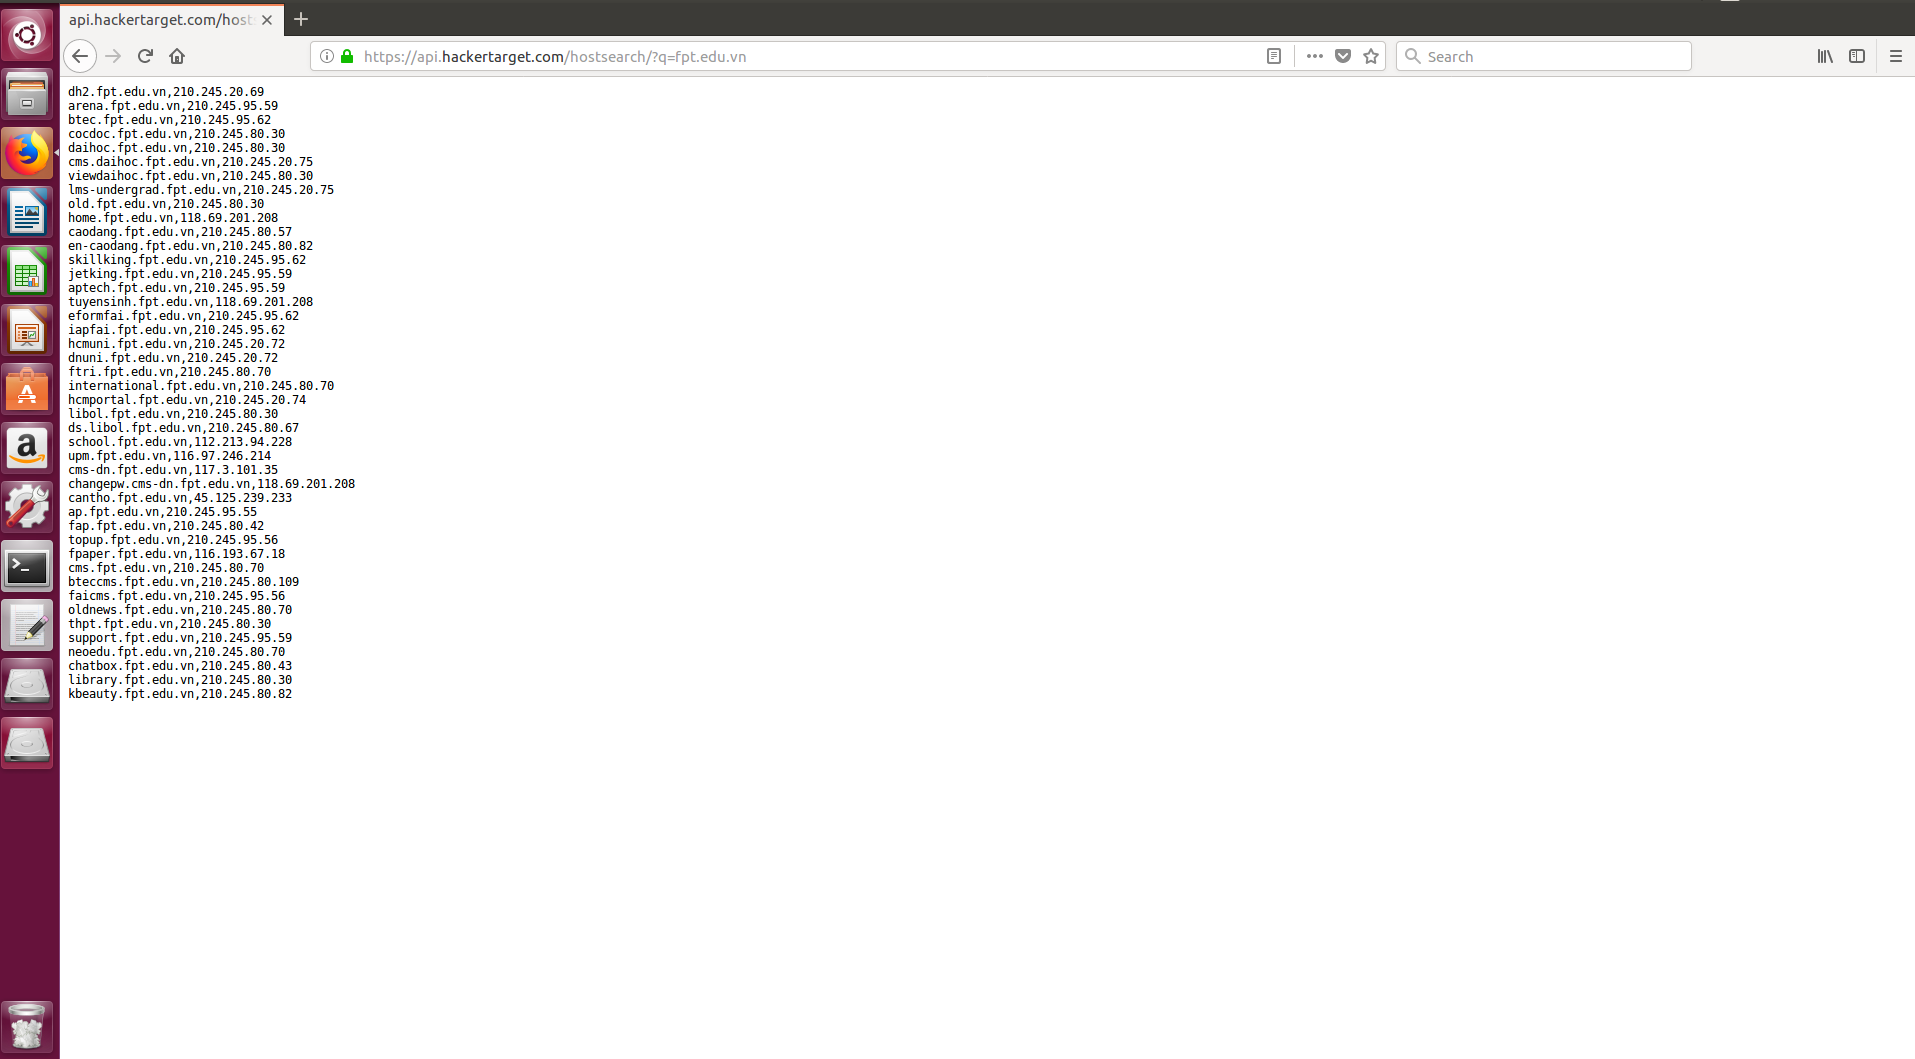 api.hackertarget.com/host
https://api.hackertarget.com/hostsearch/?q=fpt.edu.vn
Search
dh2.fpt.edu.vn,210.245.20.69
arena.fpt.edu.vn,210.245.95.59
btec.fpt.edu.vn,210.245.95.62
cocdoc.fpt.edu.vn,210.245.80.30
daihoc.fpt.edu.vn,210.245.80.30
cms.daihoc.fpt.edu.vn,210.245.20.75
viewdaihoc.fpt.edu.vn,210.245.80.30
lms-undergrad.fpt.edu.vn,210.245.20.75
old.fpt.edu.vn,210.245.80.30
home.fpt.edu.vn,118.69.201.208
caodang.fpt.edu.vn,210.245.80.57
en-caodang.fpt.edu.vn,210.245.80.82
skillking.fpt.edu.vn,210.245.95.62
jetking.fpt.edu.vn,210.245.95.59
aptech.fpt.edu.vn,210.245.95.59
tuyensinh.fpt.edu.vn,118.69.201.208
eformfai.fpt.edu.vn,210.245.95.62
iapfai.fpt.edu.vn,210.245.95.62
hcmuni.fpt.edu.vn,210.245.20.72
dnuni.fpt.edu.vn,210.245.20.72
ftri.fpt.edu.vn,210.245.80.70
international.fpt.edu.vn,210.245.80.70
hcmportal.fpt.edu.vn,210.245.20.74
libol.fpt.edu.vn,210.245.80.30
ds.libol.fpt.edu.vn,210.245.80.67
school.fpt.edu.vn,112.213.94.228
upm.fpt.edu.vn,116.97.246.214
cms-dn.fpt.edu.vn,117.3.101.35
changepw.cms-dn.fpt.edu.vn,118.69.201.208
cantho.fpt.edu.vn,45.125.239.233
ap.fpt.edu.vn,210.245.95.55
fap.fpt.edu.vn,210.245.80.42
topup.fpt.edu.vn,210.245.95.56
fpaper.fpt.edu.vn,116.193.67.18
cms.fpt.edu.vn,210.245.80.70
bteccms.fpt.edu.vn,210.245.80.109
faicms.fpt.edu.vn,210.245.95.56
oldnews.fpt.edu.vn,210.245.80.70
thpt.fpt.edu.vn,210.245.80.30
support.fpt.edu.vn,210.245.95.59
neoedu.fpt.edu.vn,210.245.80.70
chatbox.fpt.edu.vn,210.245.80.43
library.fpt.edu.vn,210.245.80.30
kbeauty.fpt.edu.vn,210.245.80.82